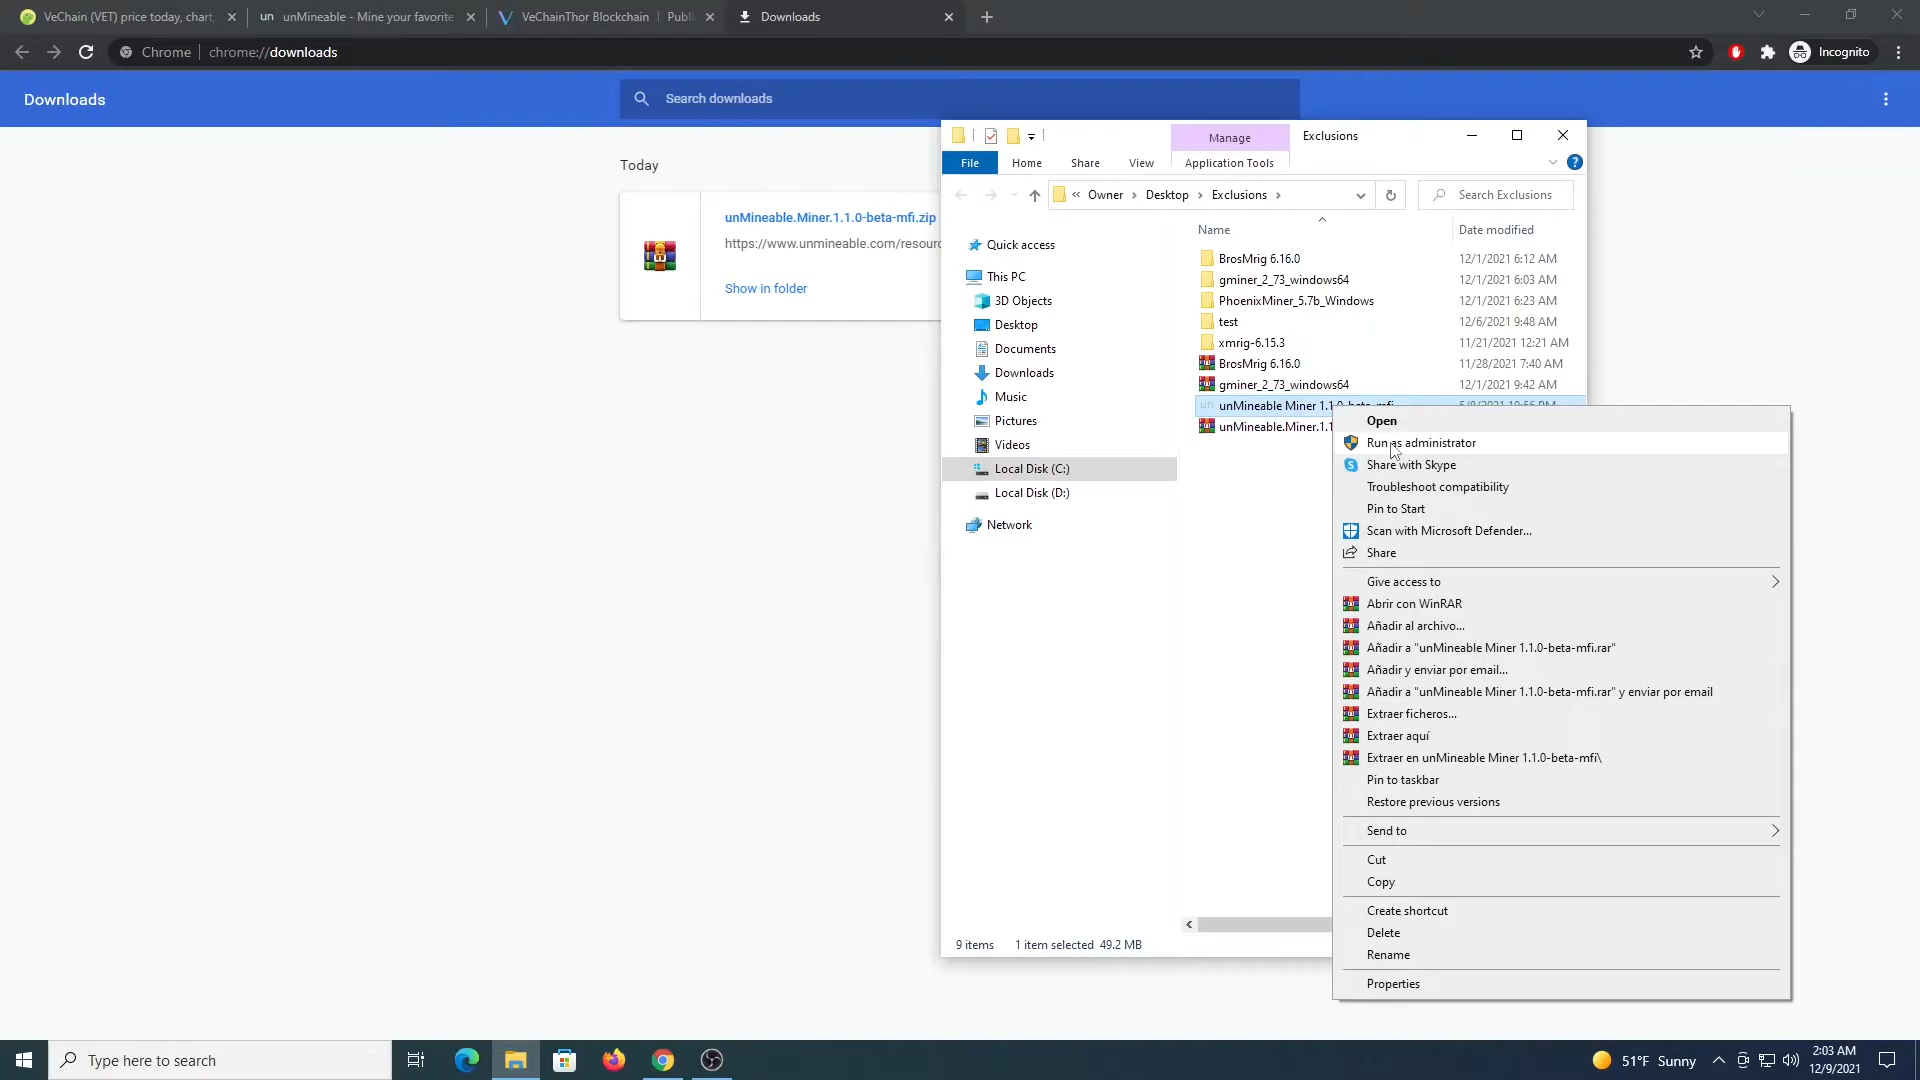 VeChain (VET) price today, chart,
un unMineable - Mine your favorite
VeChainThor Blockchain | Publi
Downloads
Chrome chrome://downloads
Incognito
Downloads
Search downloads
Today
unMineable.Miner.1.1.0-beta-mfi.zip
https://www.unmineable.com/resourc
Show in folder
Manage
Exclusions
File
Home
Share
View
Application Tools
« Owner > Desktop > Exclusions >
Search Exclusions
Name
Date modified
Quick access
This PC
3D Objects
Desktop
Documents
Downloads
Music
Pictures
Videos
Local Disk (C:)
Local Disk (D:)
Network
BrosMrig 6.16.0 12/1/2021 6:12 AM
gminer_2_73_windows64 12/1/2021 6:03 AM
PhoenixMiner_5.7b_Windows 12/1/2021 6:23 AM
test 12/6/2021 9:48 AM
xmrig-6.15.3 11/21/2021 12:21 AM
BrosMrig 6.16.0 11/28/2021 7:40 AM
gminer_2_73_windows64 12/1/2021 9:42 AM
un unMineable Miner 1.1.0-beta-mfi 5/8/2021 10:56 PM
unMineable.Miner.1.1
Open
Run as administrator
Share with Skype
Troubleshoot compatibility
Pin to Start
Scan with Microsoft Defender...
Share
Give access to
Abrir con WinRAR
Añadir al archivo...
Añadir a "unMineable Miner 1.1.0-beta-mfi.rar"
Añadir y enviar por email...
Añadir a "unMineable Miner 1.1.0-beta-mfi.rar" y enviar por email
Extraer ficheros...
Extraer aquí
Extraer en unMineable Miner 1.1.0-beta-mfi\
Pin to taskbar
Restore previous versions
Send to
Cut
Copy
Create shortcut
Delete
Rename
Properties
9 items 1 item selected 49.2 MB
Type here to search
51°F Sunny
2:03 AM
12/9/2021